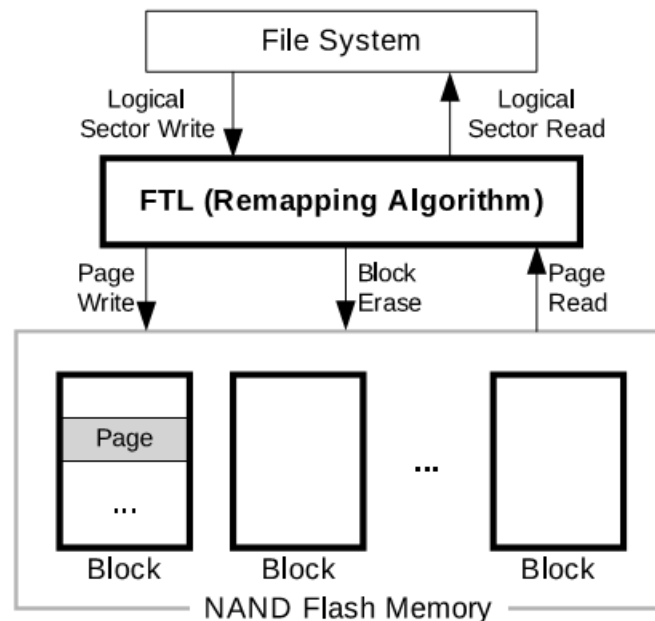 File System
Logical
Sector Write
Logical
Sector Read
FTL (Remapping Algorithm)
Page
Write
Block
Erase
Page
Read
Page
...
...
Block
Block
Block
NAND Flash Memory